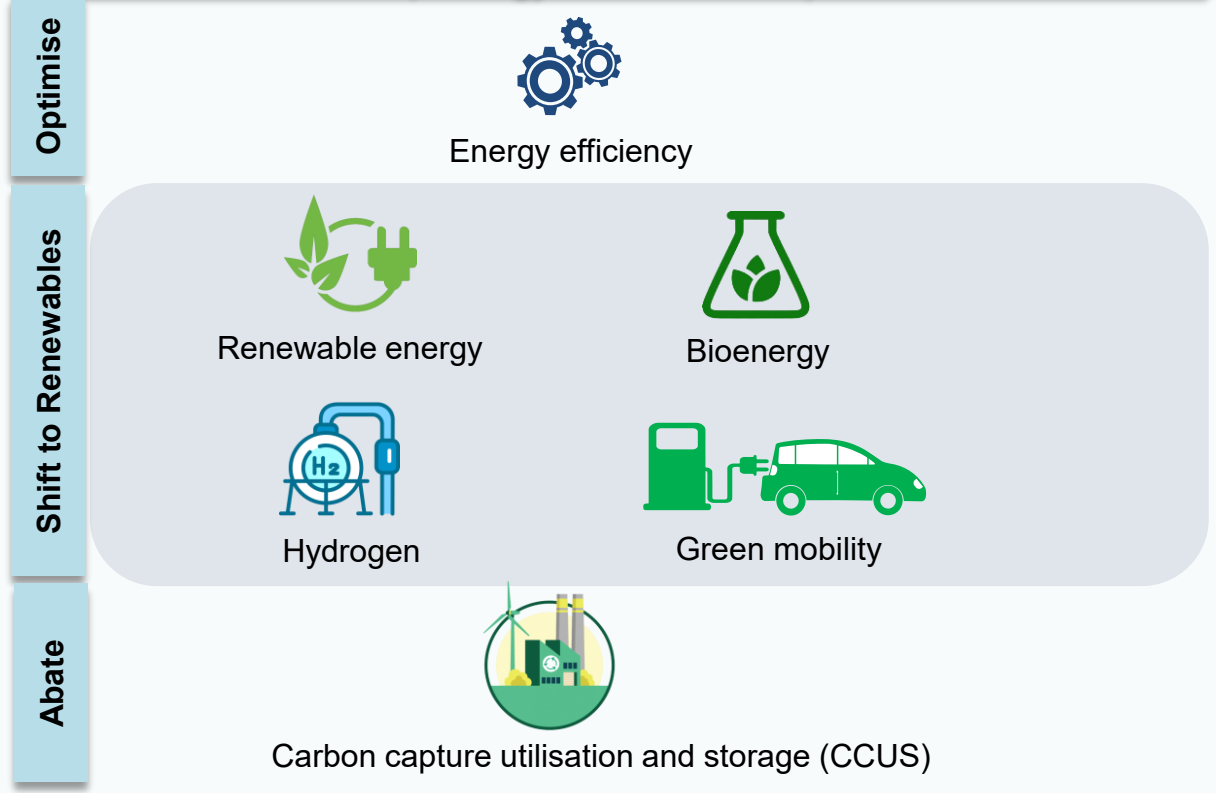 Optimise
Energy efficiency
Shift to Renewables
Renewable energy
Bioenergy
H2
Hydrogen
Green mobility
Abate
Carbon capture utilisation and storage (CCUS)